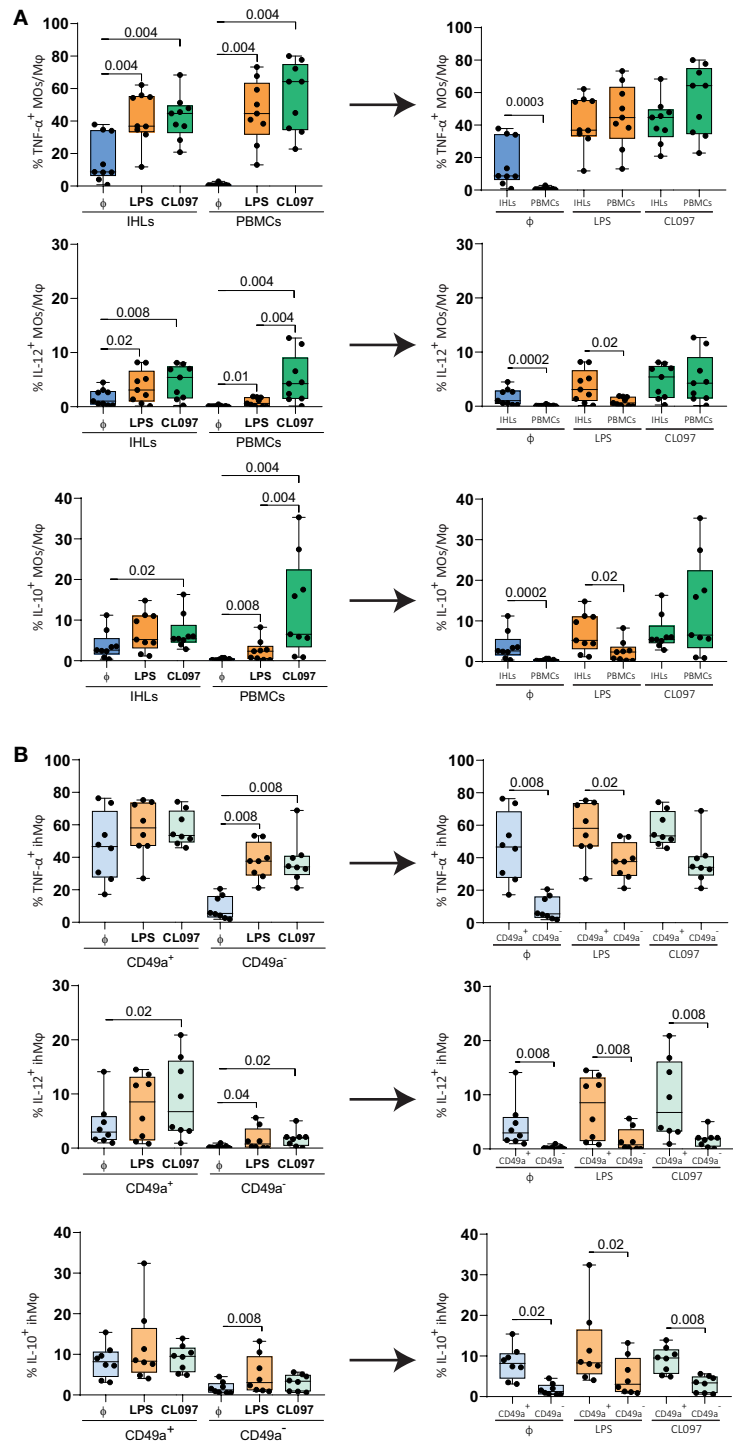 A
% TNF-α⁺ MOs/Mφ
100
80
60
40
20
0
0.004
0.004
0.004
0.004
ϕ LPS CL097 ϕ LPS CL097
IHLs PBMCs
% TNF-α⁺ MOs/Mφ
100
80
60
40
20
0
0.0003
IHLs PBMCs IHLs PBMCs IHLs PBMCs
ϕ LPS CL097
% IL-12⁺ MOs/Mφ
30
20
10
0
0.008
0.02
0.004
0.004
0.01
ϕ LPS CL097 ϕ LPS CL097
IHLs PBMCs
% IL-12⁺ MOs/Mφ
30
20
10
0
0.0002
0.02
IHLs PBMCs IHLs PBMCs IHLs PBMCs
ϕ LPS CL097
% IL-10⁺ MOs/Mφ
40
30
20
10
0
0.02
0.004
0.004
0.008
ϕ LPS CL097 ϕ LPS CL097
IHLs PBMCs
% IL-10⁺ MOs/Mφ
40
30
20
10
0
0.0002
0.02
IHLs PBMCs IHLs PBMCs IHLs PBMCs
ϕ LPS CL097
B
% TNF-α⁺ ihMφ
100
80
60
40
20
0
0.008
0.008
ϕ LPS CL097 ϕ LPS CL097
CD49a⁺ CD49a⁻
% TNF-α⁺ ihMφ
100
80
60
40
20
0
0.008
0.02
CD49a⁺ CD49a⁻ CD49a⁺ CD49a⁻ CD49a⁺ CD49a⁻
ϕ LPS CL097
% IL-12⁺ ihMφ
30
20
10
0
0.02
0.02
0.04
ϕ LPS CL097 ϕ LPS CL097
CD49a⁺ CD49a⁻
% IL-12⁺ ihMφ
30
20
10
0
0.008
0.008
0.008
CD49a⁺ CD49a⁻ CD49a⁺ CD49a⁻ CD49a⁺ CD49a⁻
ϕ LPS CL097
% IL-10⁺ ihMφ
40
30
20
10
0
0.008
ϕ LPS CL097 ϕ LPS CL097
CD49a⁺ CD49a⁻
% IL-10⁺ ihMφ
40
30
20
10
0
0.02
0.02
0.008
CD49a⁺ CD49a⁻ CD49a⁺ CD49a⁻ CD49a⁺ CD49a⁻
ϕ LPS CL097